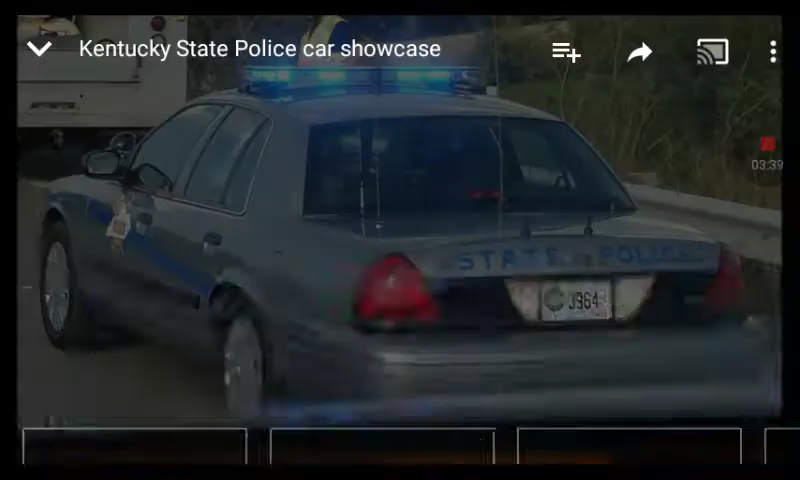 Kentucky State Police car showcase
03:39
STATE POLICE
J964